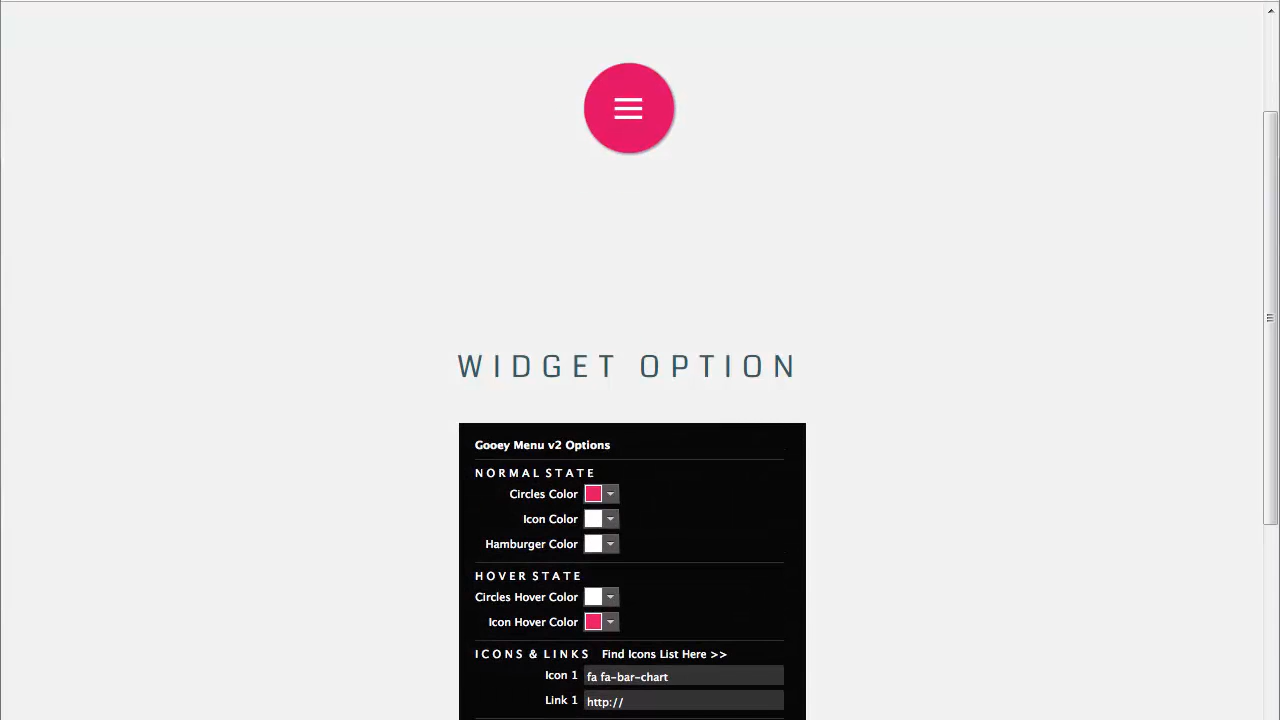 WIDGET OPTION
Gooey Menu v2 Options
NORMAL STATE
Circles Color
Icon Color
Hamburger Color
HOVER STATE
Circles Hover Color
Icon Hover Color
ICONS & LINKS Find Icons List Here >>
Icon 1 fa fa-bar-chart
Link 1 http://